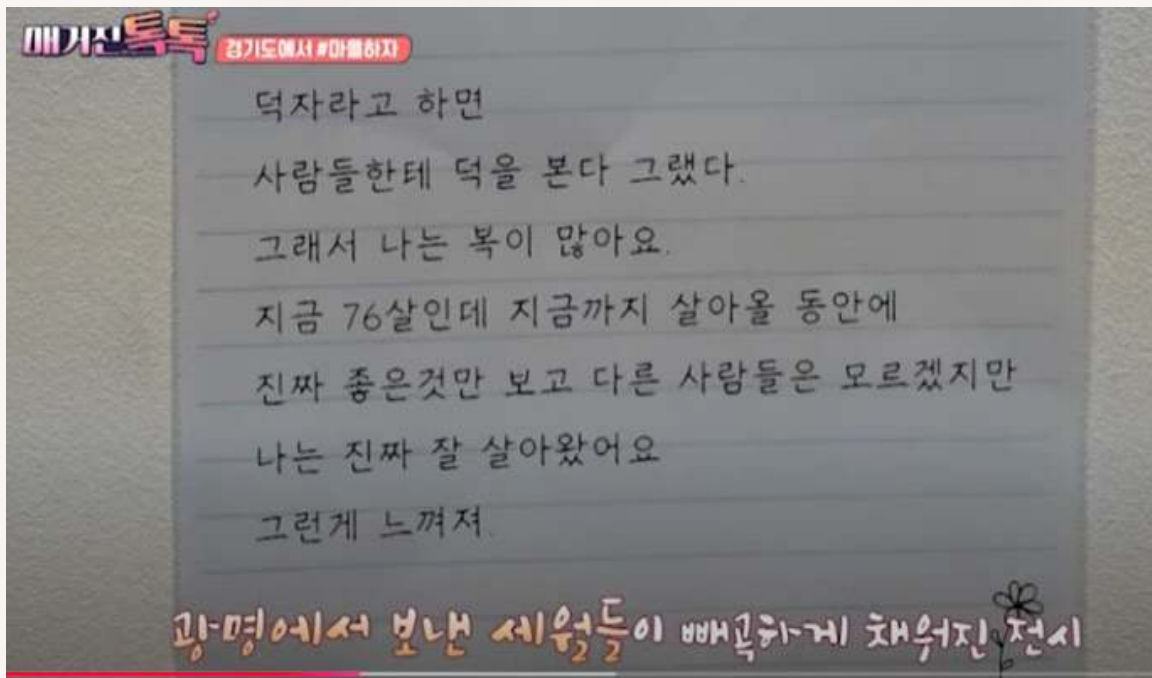 매거진톡톡
경기도에서 #마을하자
덕자라고 하면
사람들한테 덕을 본다 그랬다.
그래서 나는 복이 많아요.
지금 76살인데 지금까지 살아올 동안에
진짜 좋은것만 보고 다른 사람들은 모르겠지만
나는 진짜 잘 살아왔어요
그런게 느껴져.
광명에서 보낸 세월들이 빼곡하게 채워진 전시